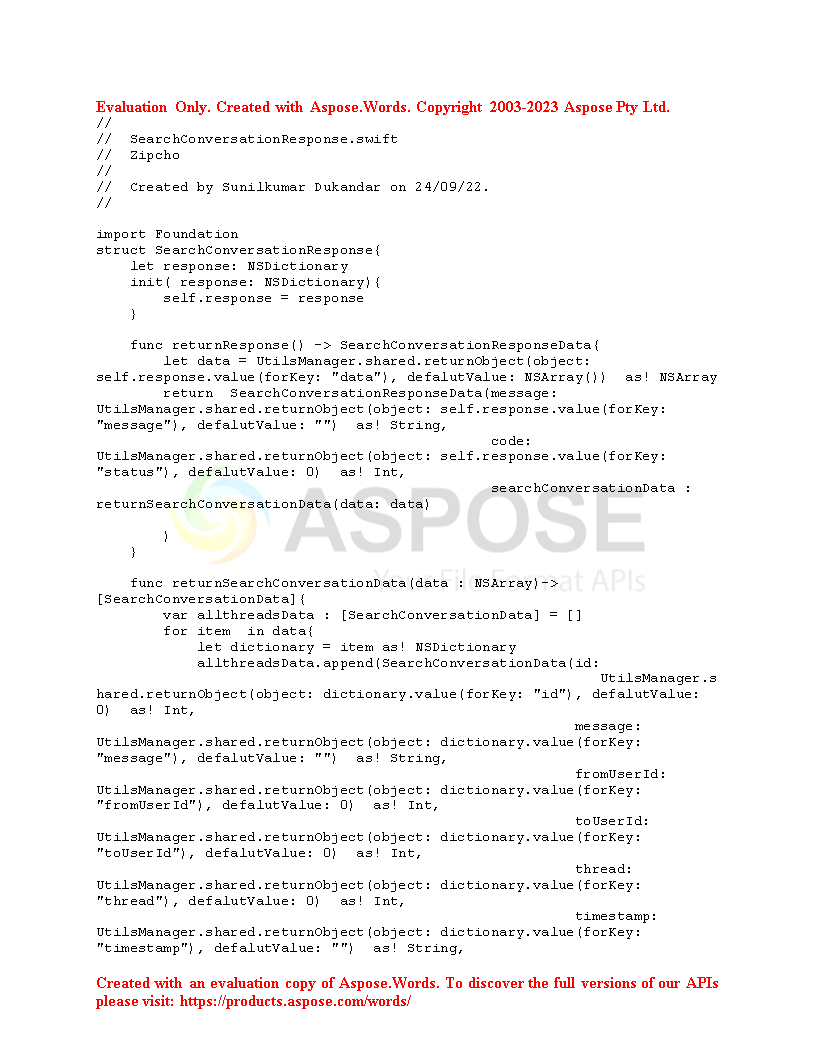 Evaluation Only. Created with Aspose.Words. Copyright 2003-2023 Aspose Pty Ltd.
//
//  SearchConversationResponse.swift
//  Zipcho
//
//  Created by Sunilkumar Dukandar on 24/09/22.
//
import Foundation
struct SearchConversationResponse{
    let response: NSDictionary
    init( response: NSDictionary){
        self.response = response
    }
    func returnResponse() -> SearchConversationResponseData{
        let data = UtilsManager.shared.returnObject(object:
self.response.value(forKey: "data"), defalutValue: NSArray())  as! NSArray
        return  SearchConversationResponseData(message:
UtilsManager.shared.returnObject(object: self.response.value(forKey:
"message"), defalutValue: "")  as! String,
                                               code:
UtilsManager.shared.returnObject(object: self.response.value(forKey:
"status"), defalutValue: 0)  as! Int,
                                               searchConversationData :
returnSearchConversationData(data: data)
        )
    }
ASPOSE
Your File Format APIs
    func returnSearchConversationData(data : NSArray)->
[SearchConversationData]{
        var allthreadsData : [SearchConversationData] = []
        for item  in data{
            let dictionary = item as! NSDictionary
            allthreadsData.append(SearchConversationData(id:
                                                            UtilsManager.s
hared.returnObject(object: dictionary.value(forKey: "id"), defalutValue:
0)  as! Int,
                                                         message:
UtilsManager.shared.returnObject(object: dictionary.value(forKey:
"message"), defalutValue: "")  as! String,
                                                         fromUserId:
UtilsManager.shared.returnObject(object: dictionary.value(forKey:
"fromUserId"), defalutValue: 0)  as! Int,
                                                         toUserId:
UtilsManager.shared.returnObject(object: dictionary.value(forKey:
"toUserId"), defalutValue: 0)  as! Int,
                                                         thread:
UtilsManager.shared.returnObject(object: dictionary.value(forKey:
"thread"), defalutValue: 0)  as! Int,
                                                         timestamp:
UtilsManager.shared.returnObject(object: dictionary.value(forKey:
"timestamp"), defalutValue: "")  as! String,
Created with an evaluation copy of Aspose.Words. To discover the full versions of our APIs
please visit: https://products.aspose.com/words/